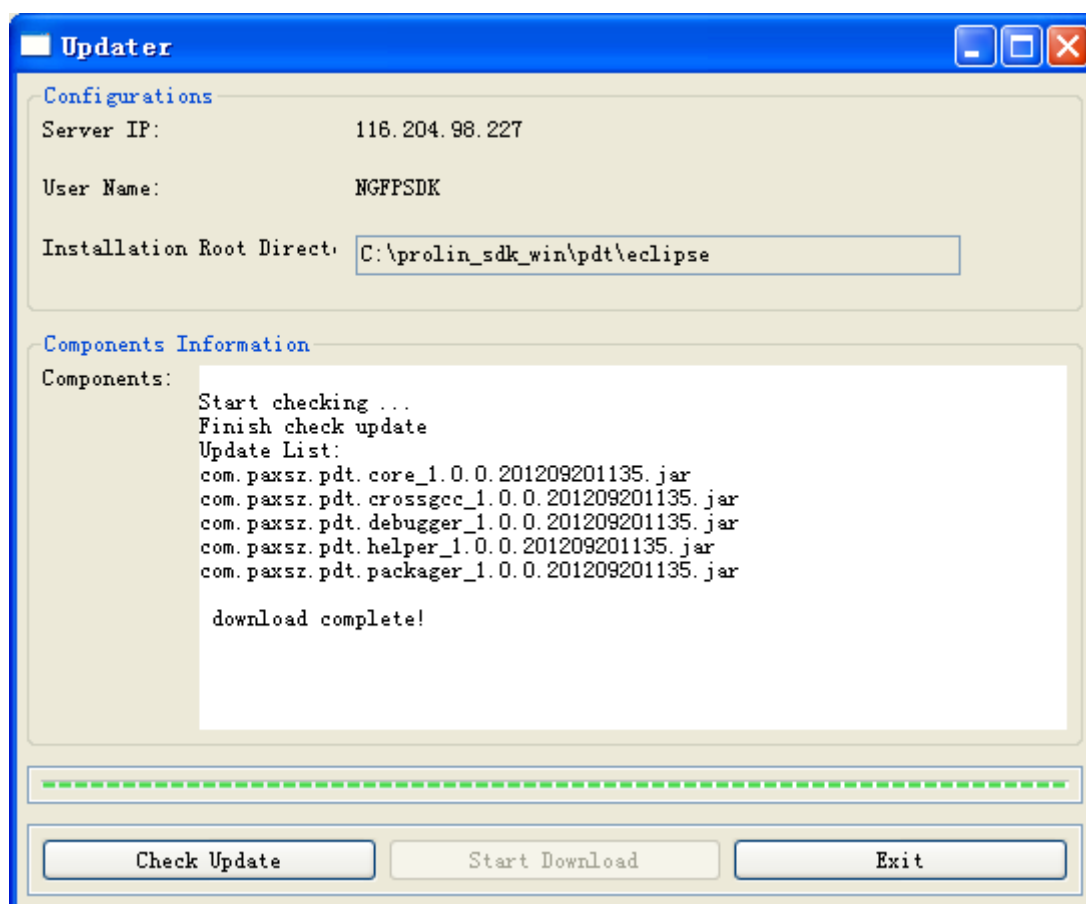 Updater
Configurations
Server IP: 116.204.98.227
User Name: NGFPSDK
Installation Root Direct C:\prolin_sdk_win\pdt\eclipse
Components Information
Components:
Start checking ...
Finish check update
Update List:
com.paxsz.pdt.core_1.0.0.201209201135.jar
com.paxsz.pdt.crossgcc_1.0.0.201209201135.jar
com.paxsz.pdt.debugger_1.0.0.201209201135.jar
com.paxsz.pdt.helper_1.0.0.201209201135.jar
com.paxsz.pdt.packager_1.0.0.201209201135.jar
download complete!
Check Update Start Download Exit